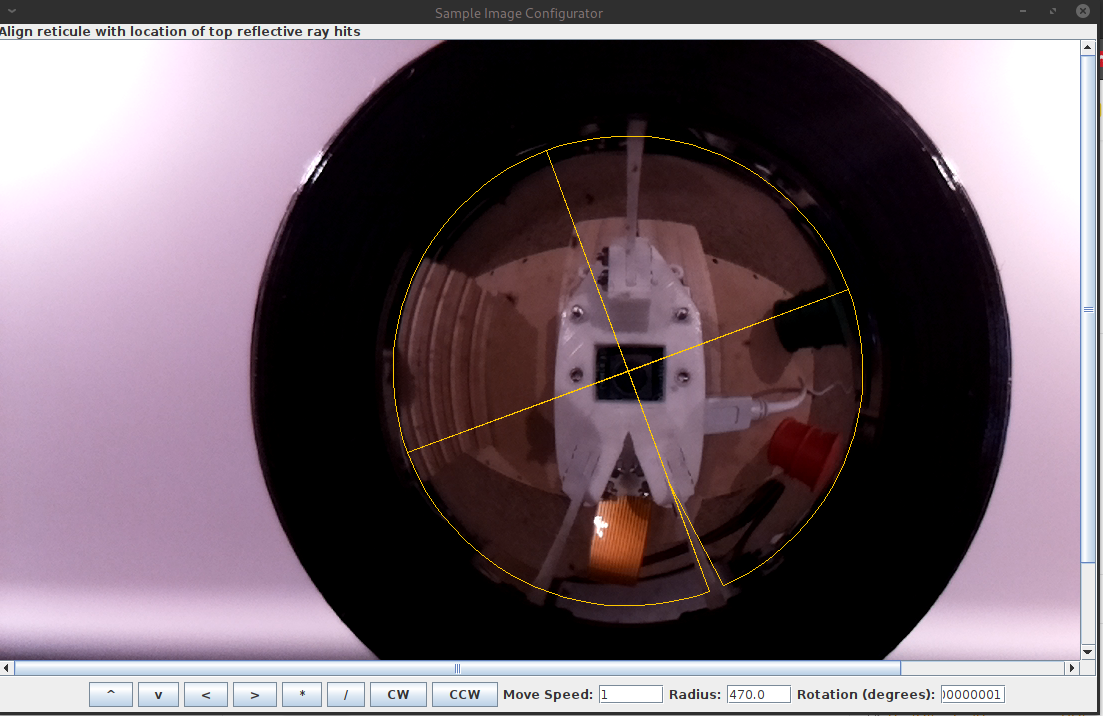 Sample Image Configurator
Align reticule with location of top reflective ray hits
^ v < > * / CW CCW Move Speed: 1 Radius: 470.0 Rotation (degrees): 00000001